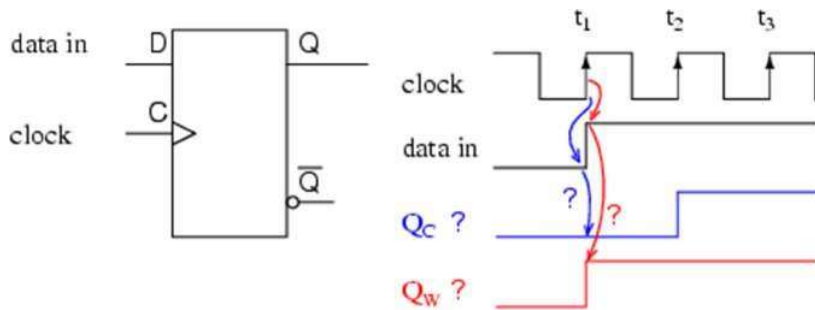 data in
D
Q
C
clock
Q
t1
t2
t3
clock
data in
?
?
QC ?
QW ?